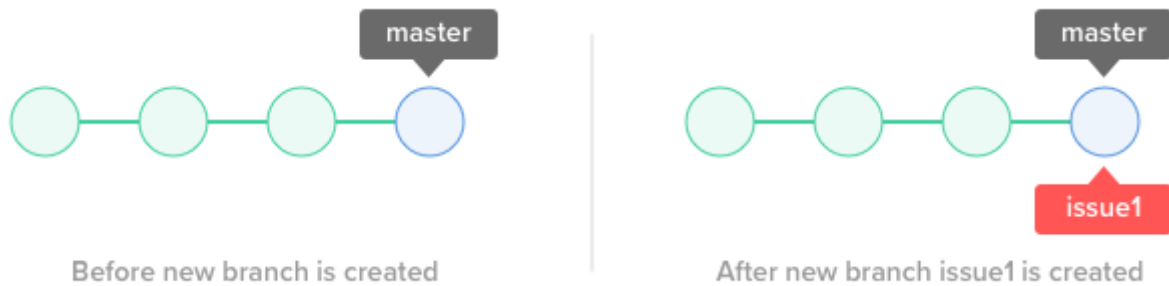 master
Before new branch is created
master
issue1
After new branch issue1 is created